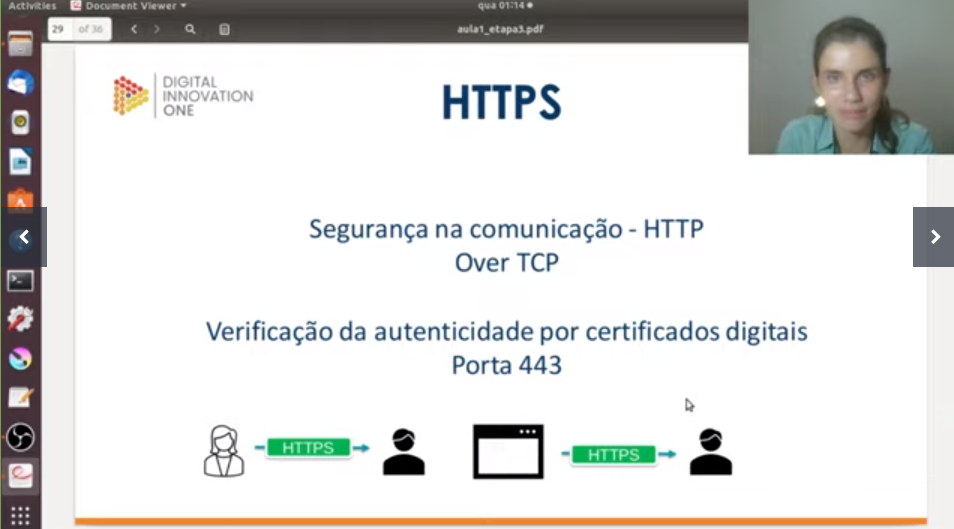 Activities
Document Viewer
qua 01:14
29
of 36
aula1_etapa3.pdf
DIGITAL
INNOVATION
ONE
HTTPS
Segurança na comunicação - HTTP
Over TCP
Verificação da autenticidade por certificados digitais
Porta 443
HTTPS
HTTPS